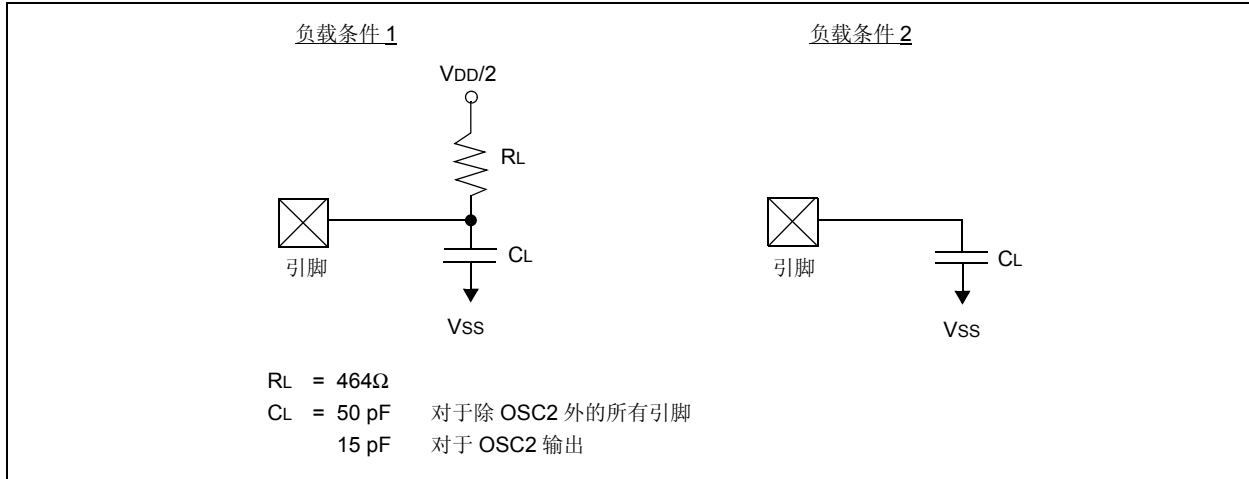 负载条件 1
VDD/2
RL
引脚
CL
VSS
负载条件 2
引脚
CL
VSS
RL = 464Ω
CL = 50 pF 对于除 OSC2 外的所有引脚
15 pF 对于 OSC2 输出